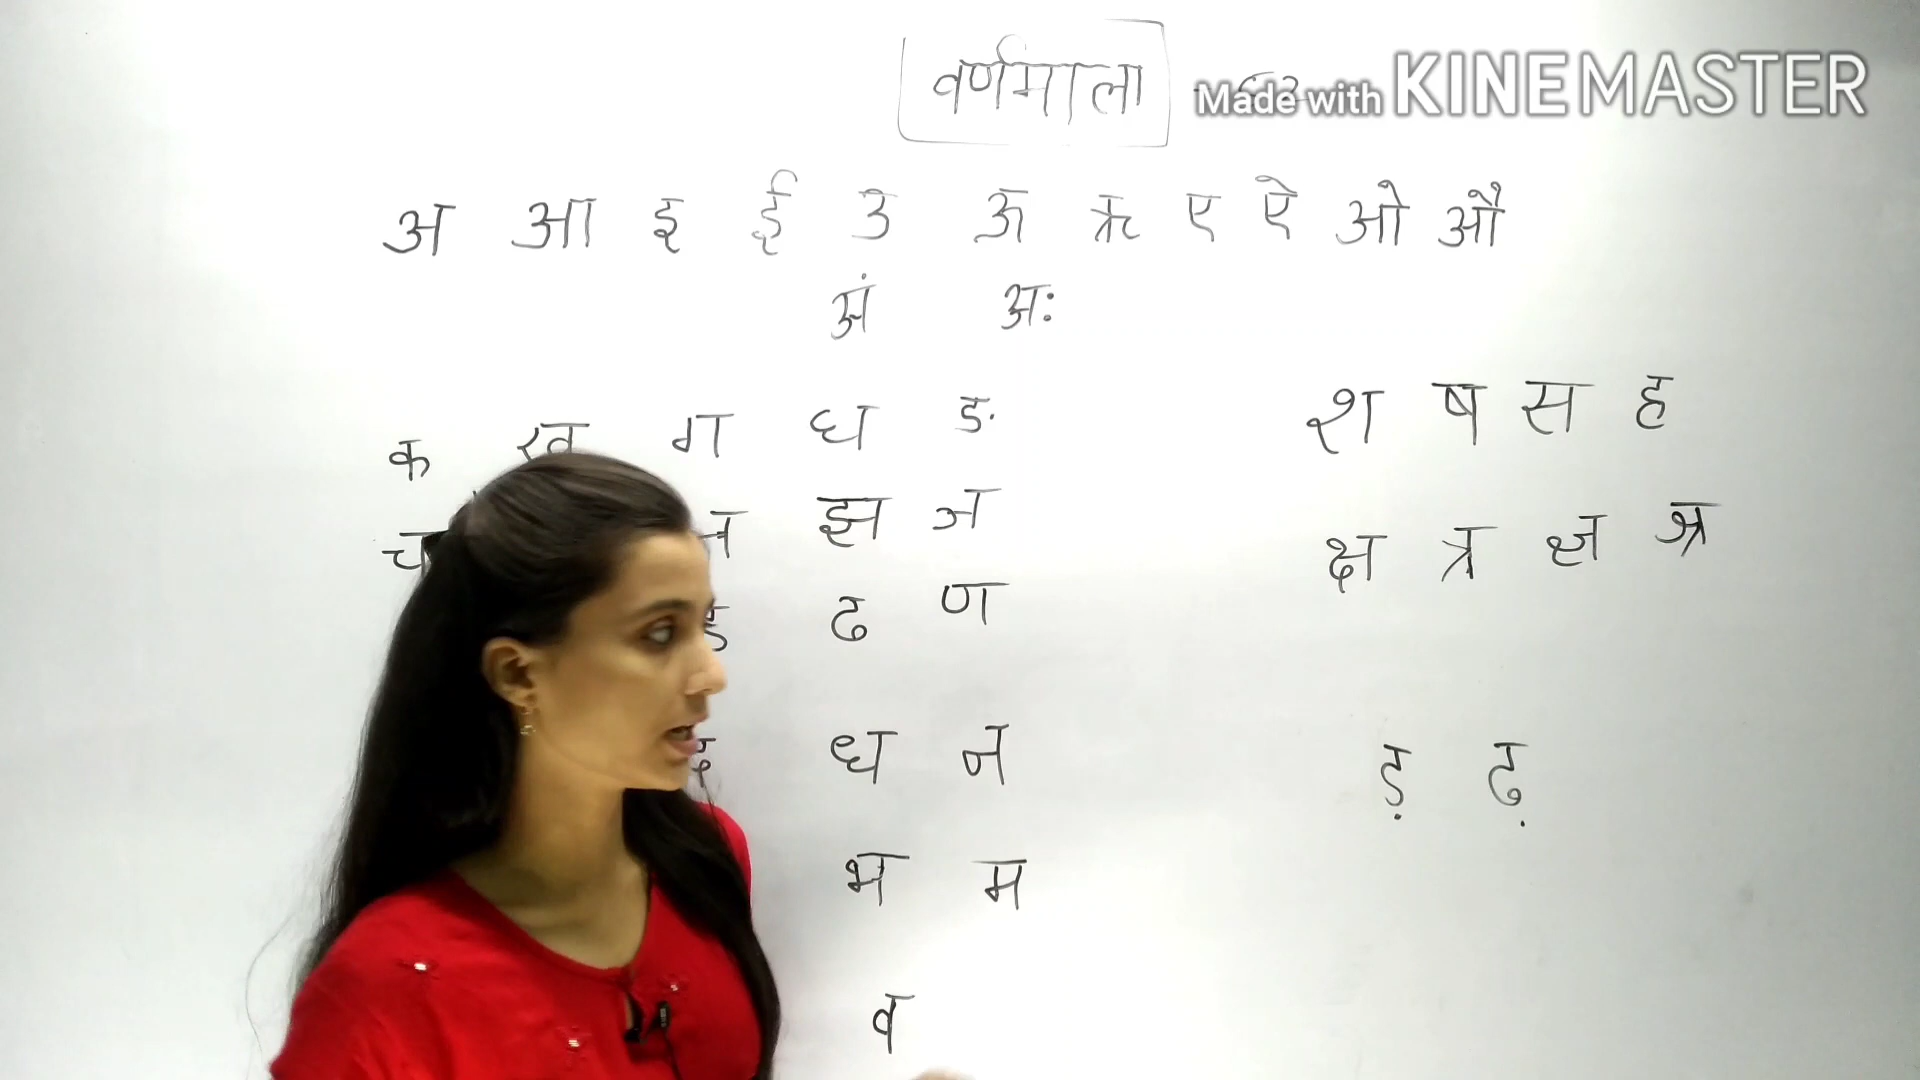 वर्णमाला
Made with KINEMASTER
अ आ इ ई उ ऊ ऋ ए ऐ ओ औ
अं अः
क ख ग घ ङ
च ज झ ञ
ड ढ ण
द ध न
भ म
व
श ष स ह
क्ष त्र ज्ञ श्र
ड़ ढ़